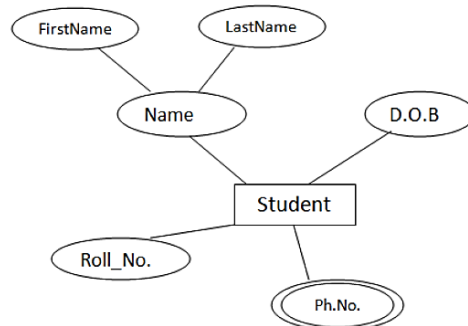 FirstName
LastName
Name
D.O.B
Student
Roll_No.
Ph.No.